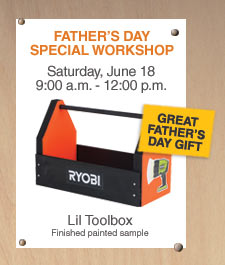 FATHER'S DAY
SPECIAL WORKSHOP
Saturday, June 18
9:00 a.m. - 12:00 p.m.
GREAT
FATHER'S
DAY GIFT
RYOBI
Lil Toolbox
Finished painted sample